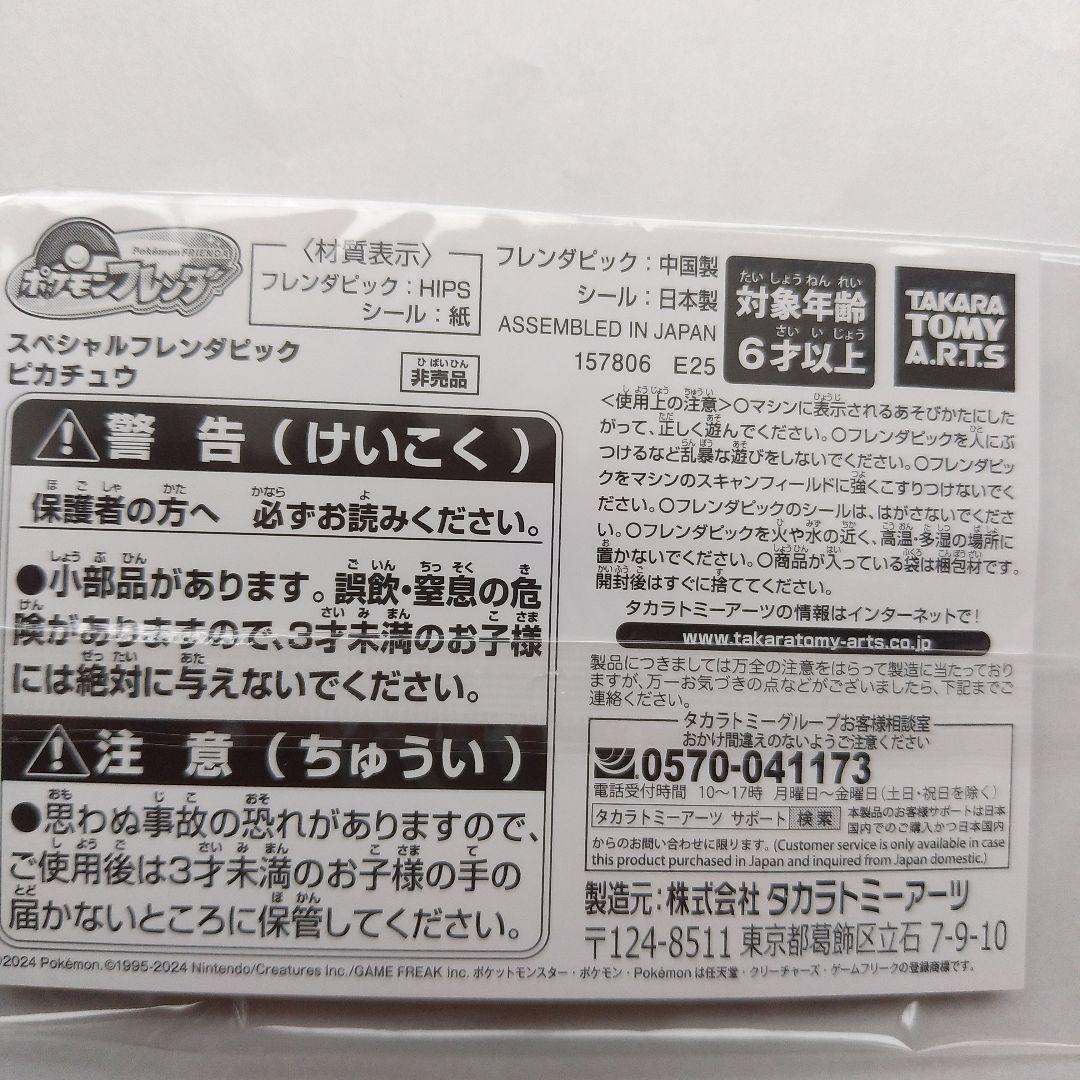 Pokémon FRIENDA
ポケモンフレンダ
スペシャルフレンダピック
ピカチュウ
〈材質表示〉
フレンダピック：HIPS
シール：紙
ひばいひん
非売品
フレンダピック：中国製
シール：日本製
ASSEMBLED IN JAPAN
157806 E25
たいしょうねんれい
対象年齢
さいいじょう
6才以上
TAKARA
TOMY
A.R.T.S
警告（けいこく）
ほごしゃ かた かなら よ
保護者の方へ 必ずお読みください。
しょうぶひん ごいん ちっそく き
●小部品があります。誤飲・窒息の危
けん さいみまん こさま
険がありますので、3才未満のお子様
ぜったい あた
には絶対に与えないでください。
注意（ちゅうい）
おも じこ おそ
●思わぬ事故の恐れがありますので、
しようご さいみまん こさま て
ご使用後は3才未満のお子様の手の
とど ほかん
届かないところに保管してください。
しようじょう ちゅうい ひょうじ
<使用上の注意>○マシンに表示されるあそびかたにした
ただ あそ ひと
がって、正しく遊んでください。○フレンダピックを人にぶ
らんぼう あそ
つけるなど乱暴な遊びをしないでください。○フレンダピッ
つよ
クをマシンのスキャンフィールドに強くこすりつけないでく
ださい。○フレンダピックのシールは、はがさないでくださ
ひ みず ちか こうおん たしつ ばしょ
い。○フレンダピックを火や水の近く、高温・多湿の場所に
お しょうひん はい ふくろ こんぽうざい
置かないでください。○商品が入っている袋は梱包材です。
かいふうご す
開封後はすぐに捨ててください。
タカラトミーアーツの情報はインターネットで!
www.takaratomy-arts.co.jp
製品につきましては万全の注意をはらって製造に当たっており
ますが、万一お気づきの点などがございましたら、下記までご
連絡ください。
タカラトミーグループお客様相談室
おかけ間違えのないようご注意ください
0570-041173
電話受付時間 10〜17時 月曜日〜金曜日（土日・祝日を除く）
タカラトミーアーツ サポート 検索 本製品のお客様サポートは日本
国内でのご購入かつ日本国内
からのお問い合わせに限ります。(Customer service is only available in case
this product purchased in Japan and inquired from Japan domestic.)
製造元：株式会社 タカラトミーアーツ
〒124-8511 東京都葛飾区立石 7-9-10
©2024 Pokémon. ©1995-2024 Nintendo/Creatures Inc./GAME FREAK inc. ポケットモンスター・ポケモン・Pokémonは任天堂・クリーチャーズ・ゲームフリークの登録商標です。